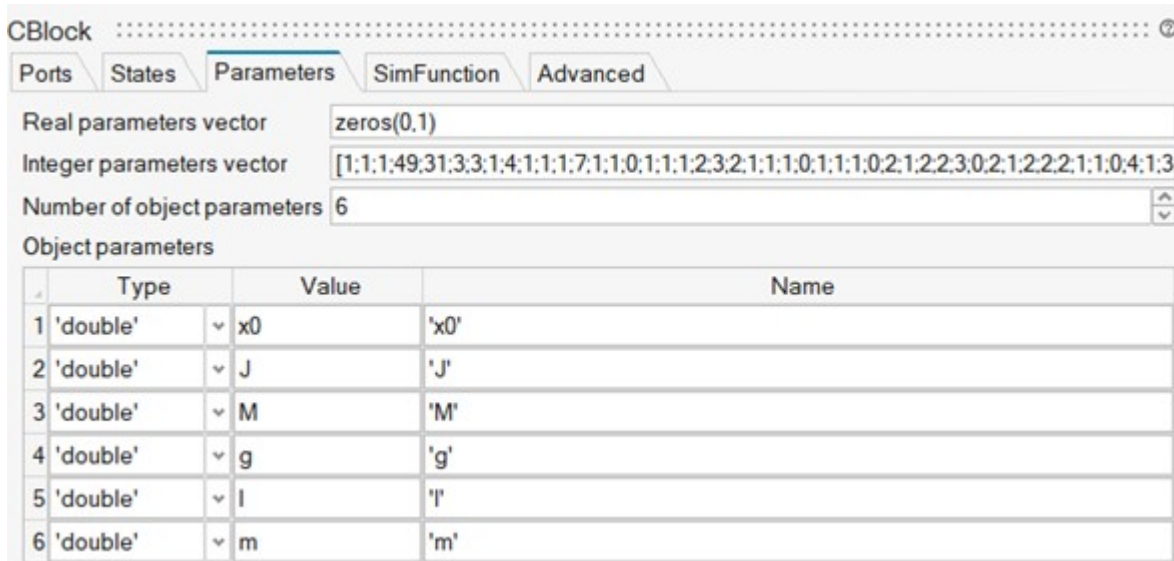 CBlock
Ports States Parameters SimFunction Advanced
Real parameters vector zeros(0,1)
Integer parameters vector [1;1;1;49;31;3;3;1;4;1;1;1;7;1;1;0;1;1;1;2;3;2;1;1;1;0;1;1;1;0;2;1;2;2;3;0;2;1;2;2;2;1;1;0;4;1;3
Number of object parameters 6
Object parameters
Type Value Name
1 'double' x0 'x0'
2 'double' J 'J'
3 'double' M 'M'
4 'double' g 'g'
5 'double' l 'l'
6 'double' m 'm'